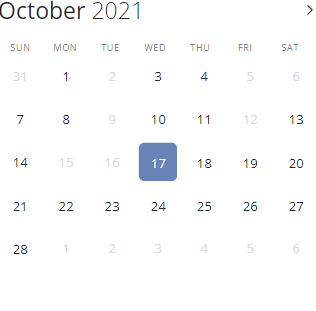 October 2021
SUN MON TUE WED THU FRI SAT
31 1 2 3 4 5 6
7 8 9 10 11 12 13
14 15 16 17 18 19 20
21 22 23 24 25 26 27
28 1 2 3 4 5 6